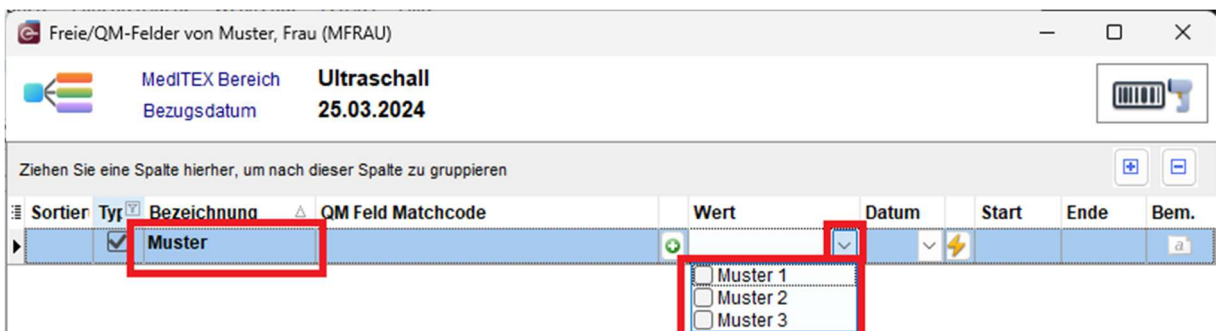 Freie/QM-Felder von Muster, Frau (MFRAU)
MedITEX Bereich Ultraschall
Bezugsdatum 25.03.2024
Ziehen Sie eine Spalte hierher, um nach dieser Spalte zu gruppieren
Sortier Typ Bezeichnung QM Feld Matchcode Wert Datum Start Ende Bem.
Muster a
Muster 1
Muster 2
Muster 3